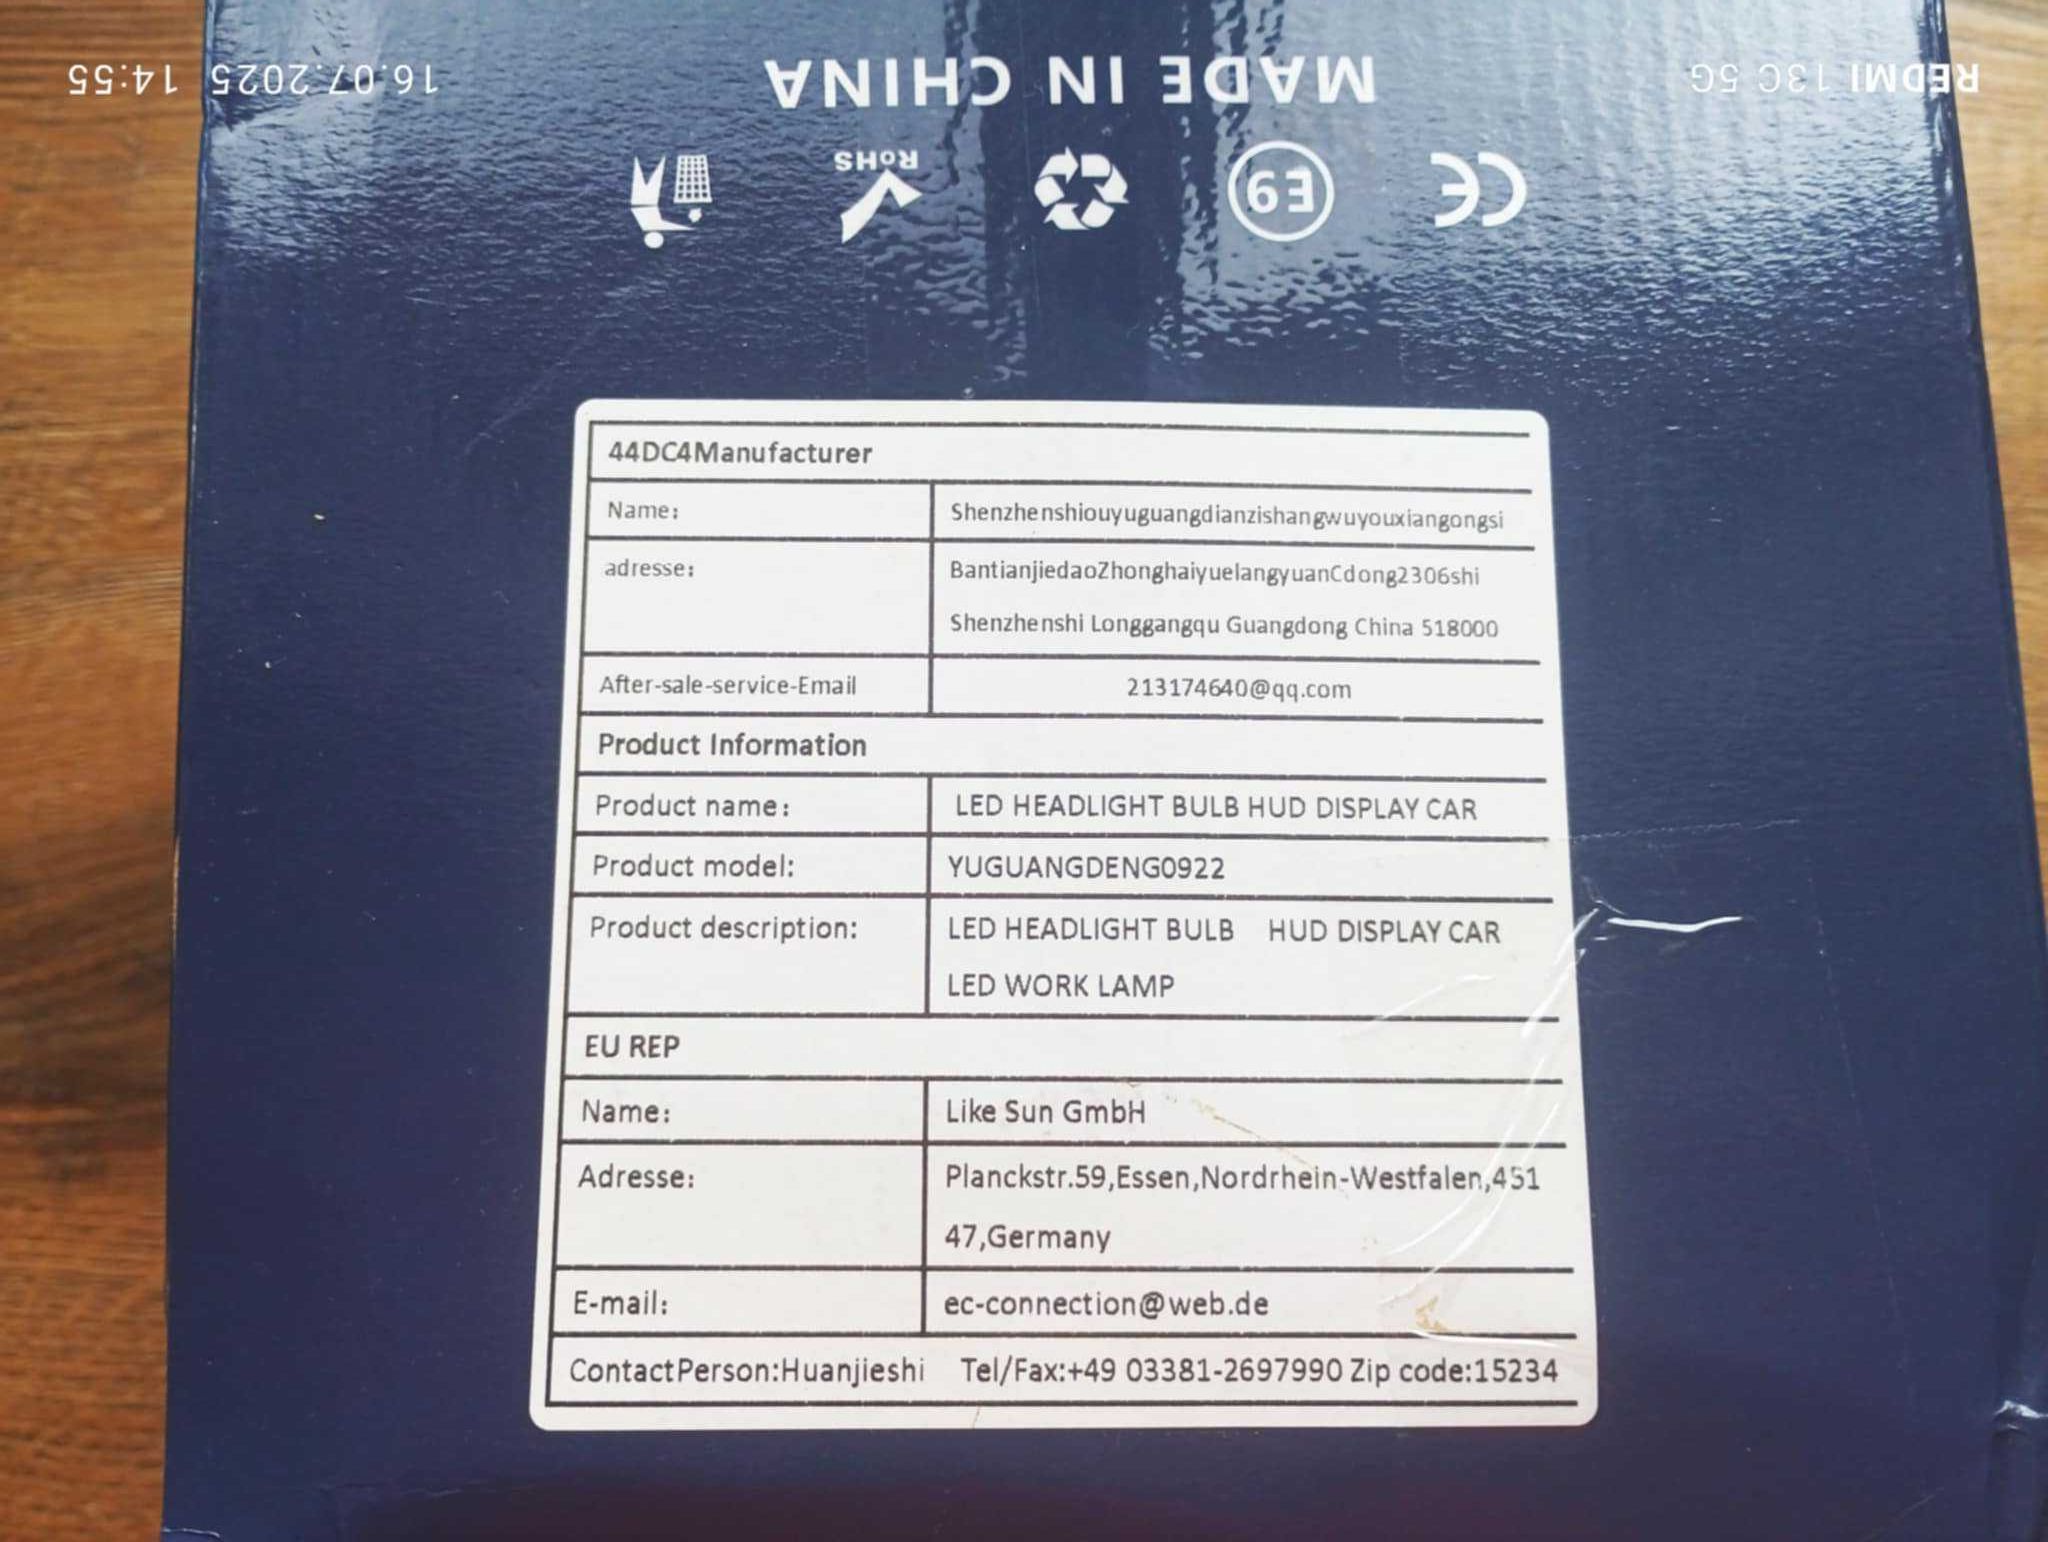 REDMI 13C 5G
16.07.2025 14:55
MADE IN CHINA
CE
E9
RoHS
44DC4Manufacturer
Name:
Shenzhenshiouyuguangdianzishangwuyouxiangongsi
adresse:
BantianjiedaoZhonghaiyuelangyuanCdong2306shi
Shenzhenshi Longgangqu Guangdong China 518000
After-sale-service-Email
213174640@qq.com
Product Information
Product name:
LED HEADLIGHT BULB HUD DISPLAY CAR
Product model:
YUGUANGDENG0922
Product description:
LED HEADLIGHT BULB HUD DISPLAY CAR
LED WORK LAMP
EU REP
Name:
Like Sun GmbH
Adresse:
Planckstr.59,Essen,Nordrhein-Westfalen,451
47,Germany
E-mail:
ec-connection@web.de
ContactPerson:Huanjieshi Tel/Fax:+49 03381-2697990 Zip code:15234